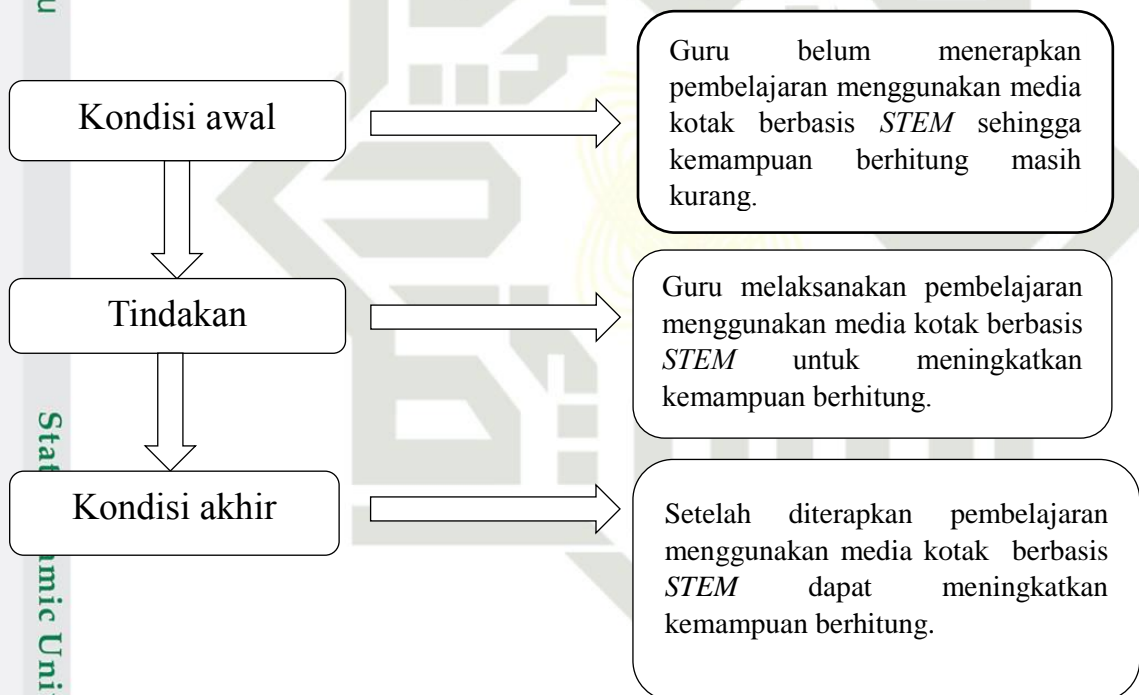 Kondisi awal
Guru belum menerapkan
pembelajaran menggunakan media
kotak berbasis STEM sehingga
kemampuan berhitung masih
kurang.
Tindakan
Guru melaksanakan pembelajaran
menggunakan media kotak berbasis
STEM untuk meningkatkan
kemampuan berhitung.
Kondisi akhir
Setelah diterapkan pembelajaran
menggunakan media kotak berbasis
STEM dapat meningkatkan
kemampuan berhitung.